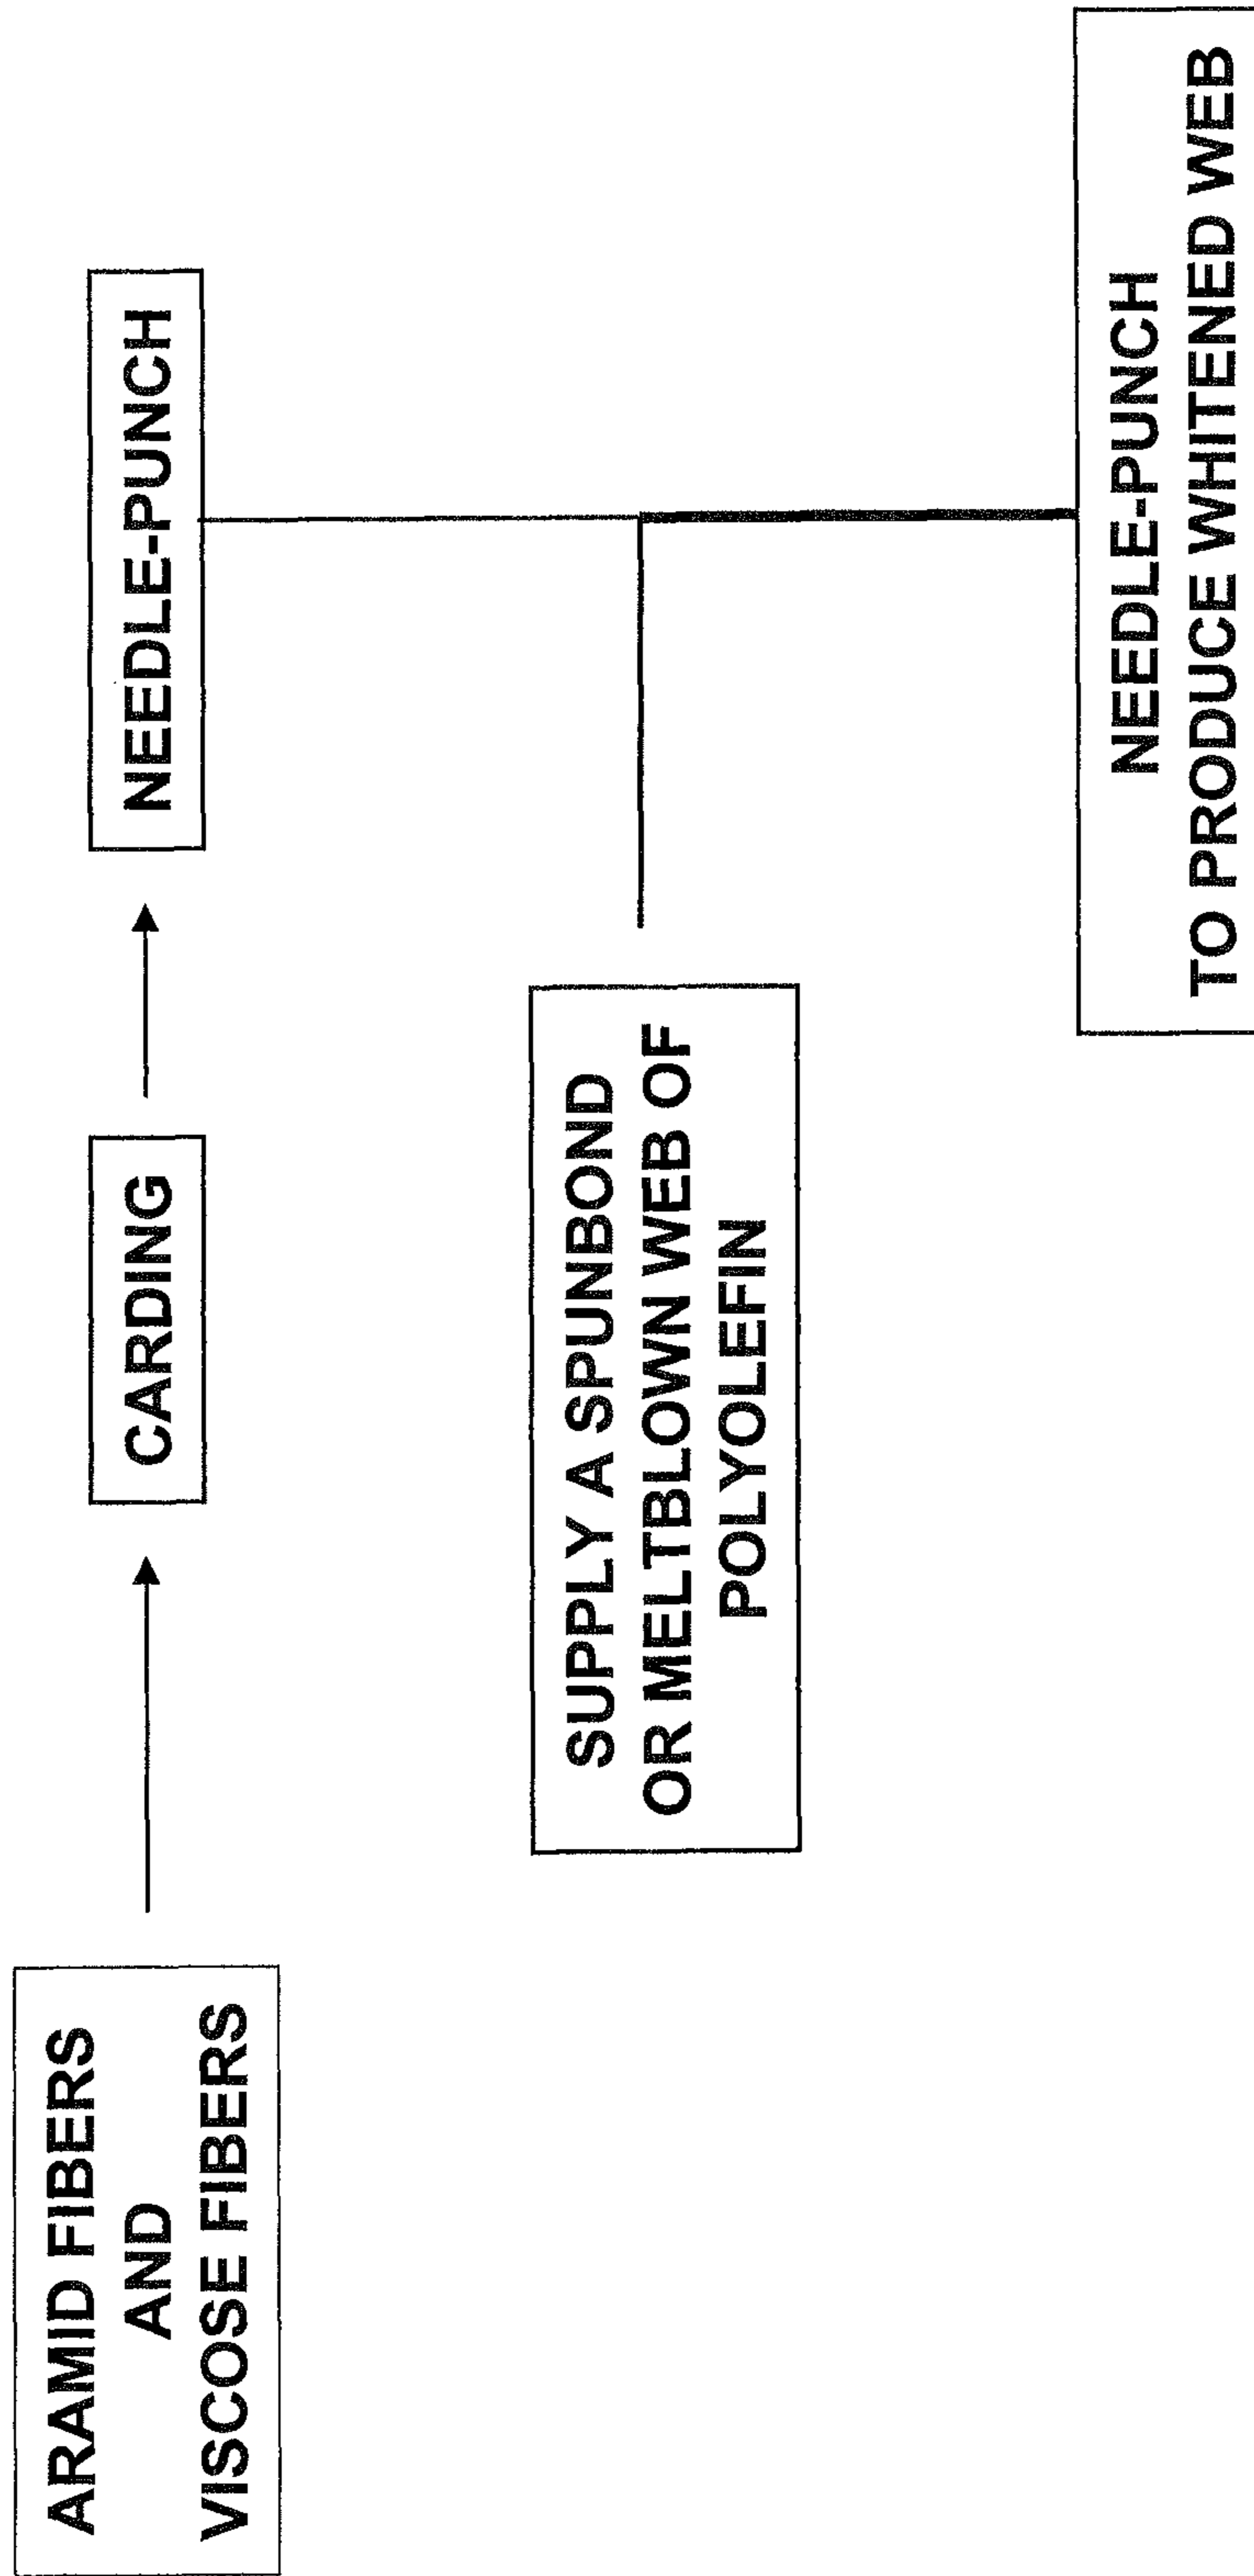 ARAMID FIBERS
AND
VISCOSE FIBERS
CARDING
NEEDLE-PUNCH
SUPPLY A SPUNBOND
OR MELTBLOWN WEB OF
POLYOLEFIN
NEEDLE-PUNCH
TO PRODUCE WHITENED WEB